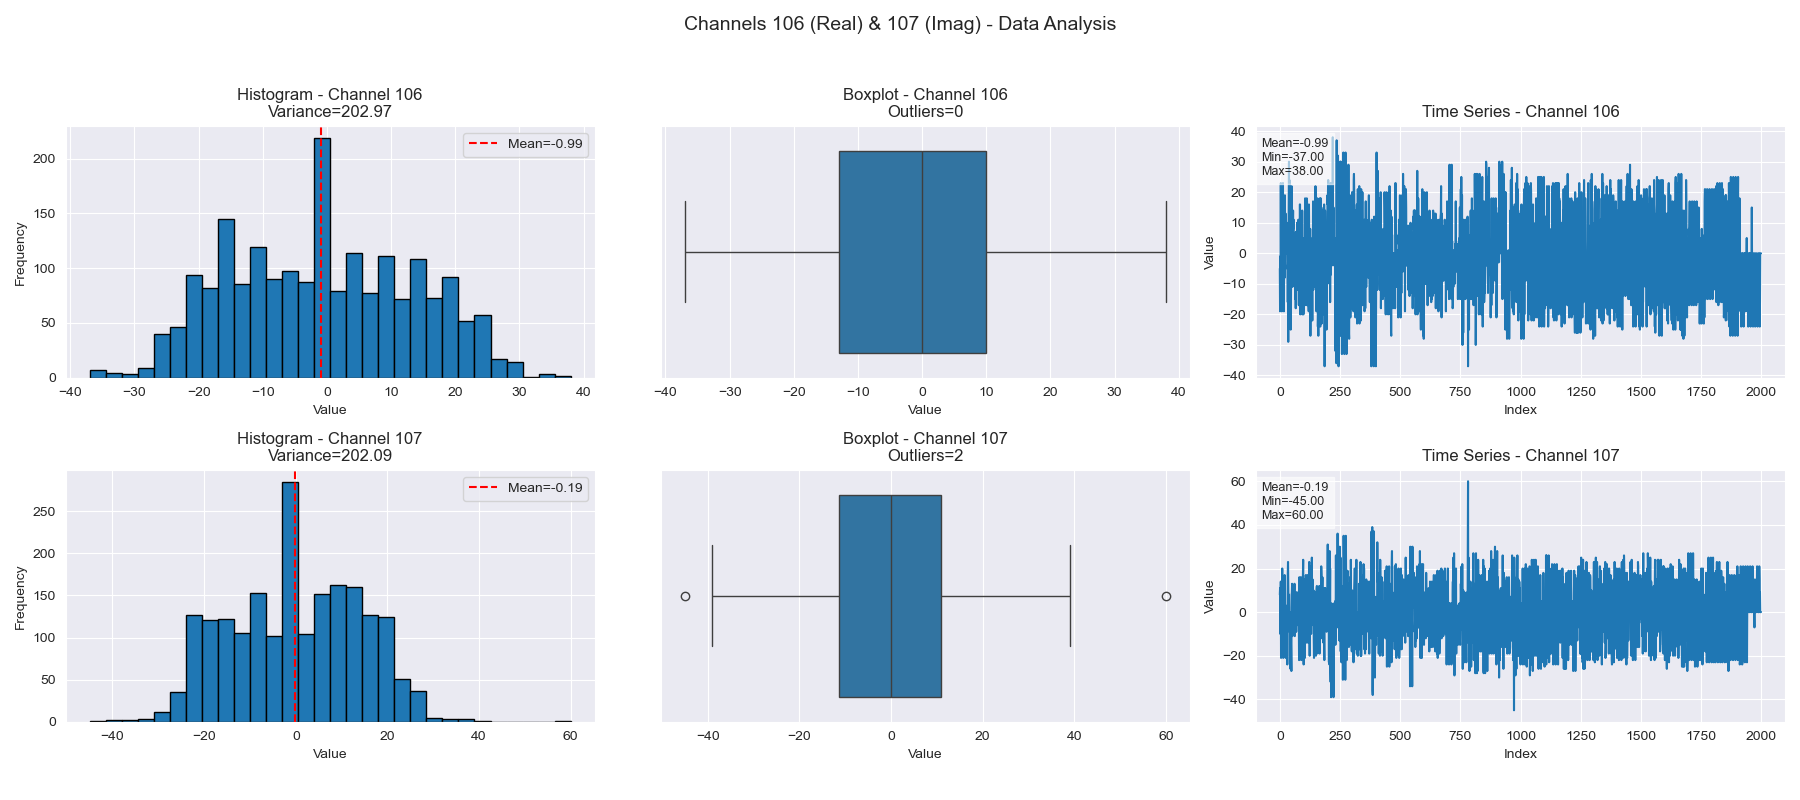 Channels 106 (Real) & 107 (Imag) - Data Analysis
Histogram - Channel 106
Variance=202.97
Mean=-0.99
Frequency
200
150
100
50
0
−40 −30 −20 −10 0 10 20 30 40
Value
Boxplot - Channel 106
Outliers=0
−40 −30 −20 −10 0 10 20 30 40
Value
Time Series - Channel 106
Mean=-0.99
Min=-37.00
Max=38.00
Value
40
30
20
10
0
−10
−20
−30
−40
0 250 500 750 1000 1250 1500 1750 2000
Index
Histogram - Channel 107
Variance=202.09
Mean=-0.19
Frequency
250
200
150
100
50
0
−40 −20 0 20 40 60
Value
Boxplot - Channel 107
Outliers=2
−40 −20 0 20 40 60
Value
Time Series - Channel 107
Mean=-0.19
Min=-45.00
Max=60.00
Value
60
40
20
0
−20
−40
0 250 500 750 1000 1250 1500 1750 2000
Index